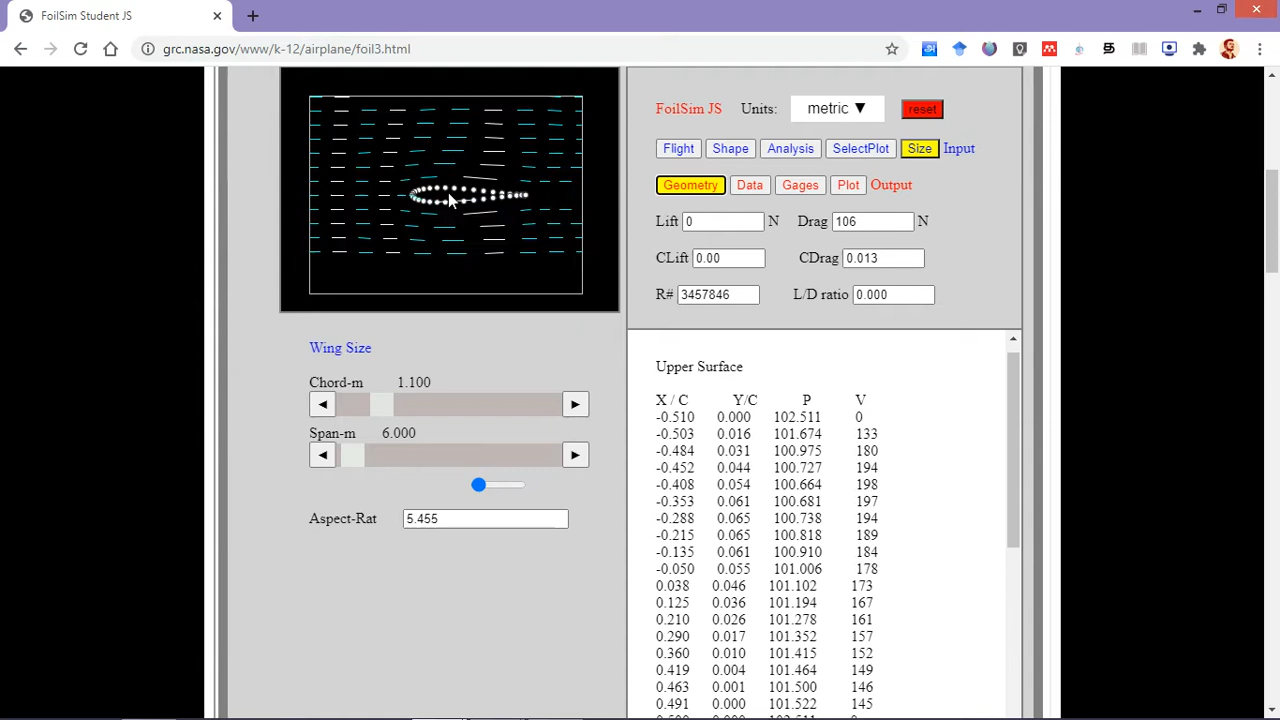 FoilSim Student JS
grc.nasa.gov/www/k-12/airplane/foil3.html
FoilSim JS Units: metric ▼ reset
Flight Shape Analysis SelectPlot Size Input
Geometry Data Gages Plot Output
Lift 0 N Drag 106 N
CLift 0.00 CDrag 0.013
R# 3457846 L/D ratio 0.000
Wing Size
Chord-m 1.100
Span-m 6.000
Aspect-Rat 5.455
Upper Surface
X / C Y/C P V
-0.510 0.000 102.511 0
-0.503 0.016 101.674 133
-0.484 0.031 100.975 180
-0.452 0.044 100.727 194
-0.408 0.054 100.664 198
-0.353 0.061 100.681 197
-0.288 0.065 100.738 194
-0.215 0.065 100.818 189
-0.135 0.061 100.910 184
-0.050 0.055 101.006 178
0.038 0.046 101.102 173
0.125 0.036 101.194 167
0.210 0.026 101.278 161
0.290 0.017 101.352 157
0.360 0.010 101.415 152
0.419 0.004 101.464 149
0.463 0.001 101.500 146
0.491 0.000 101.522 145